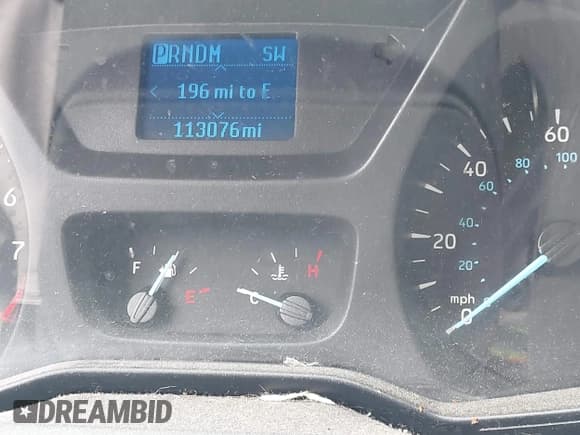 PRNDM SW
< 196 mi to E
113076mi
6
7
F
E
C
H
60
100
40
80
60
20
40
20
mph
0
DREAMBID